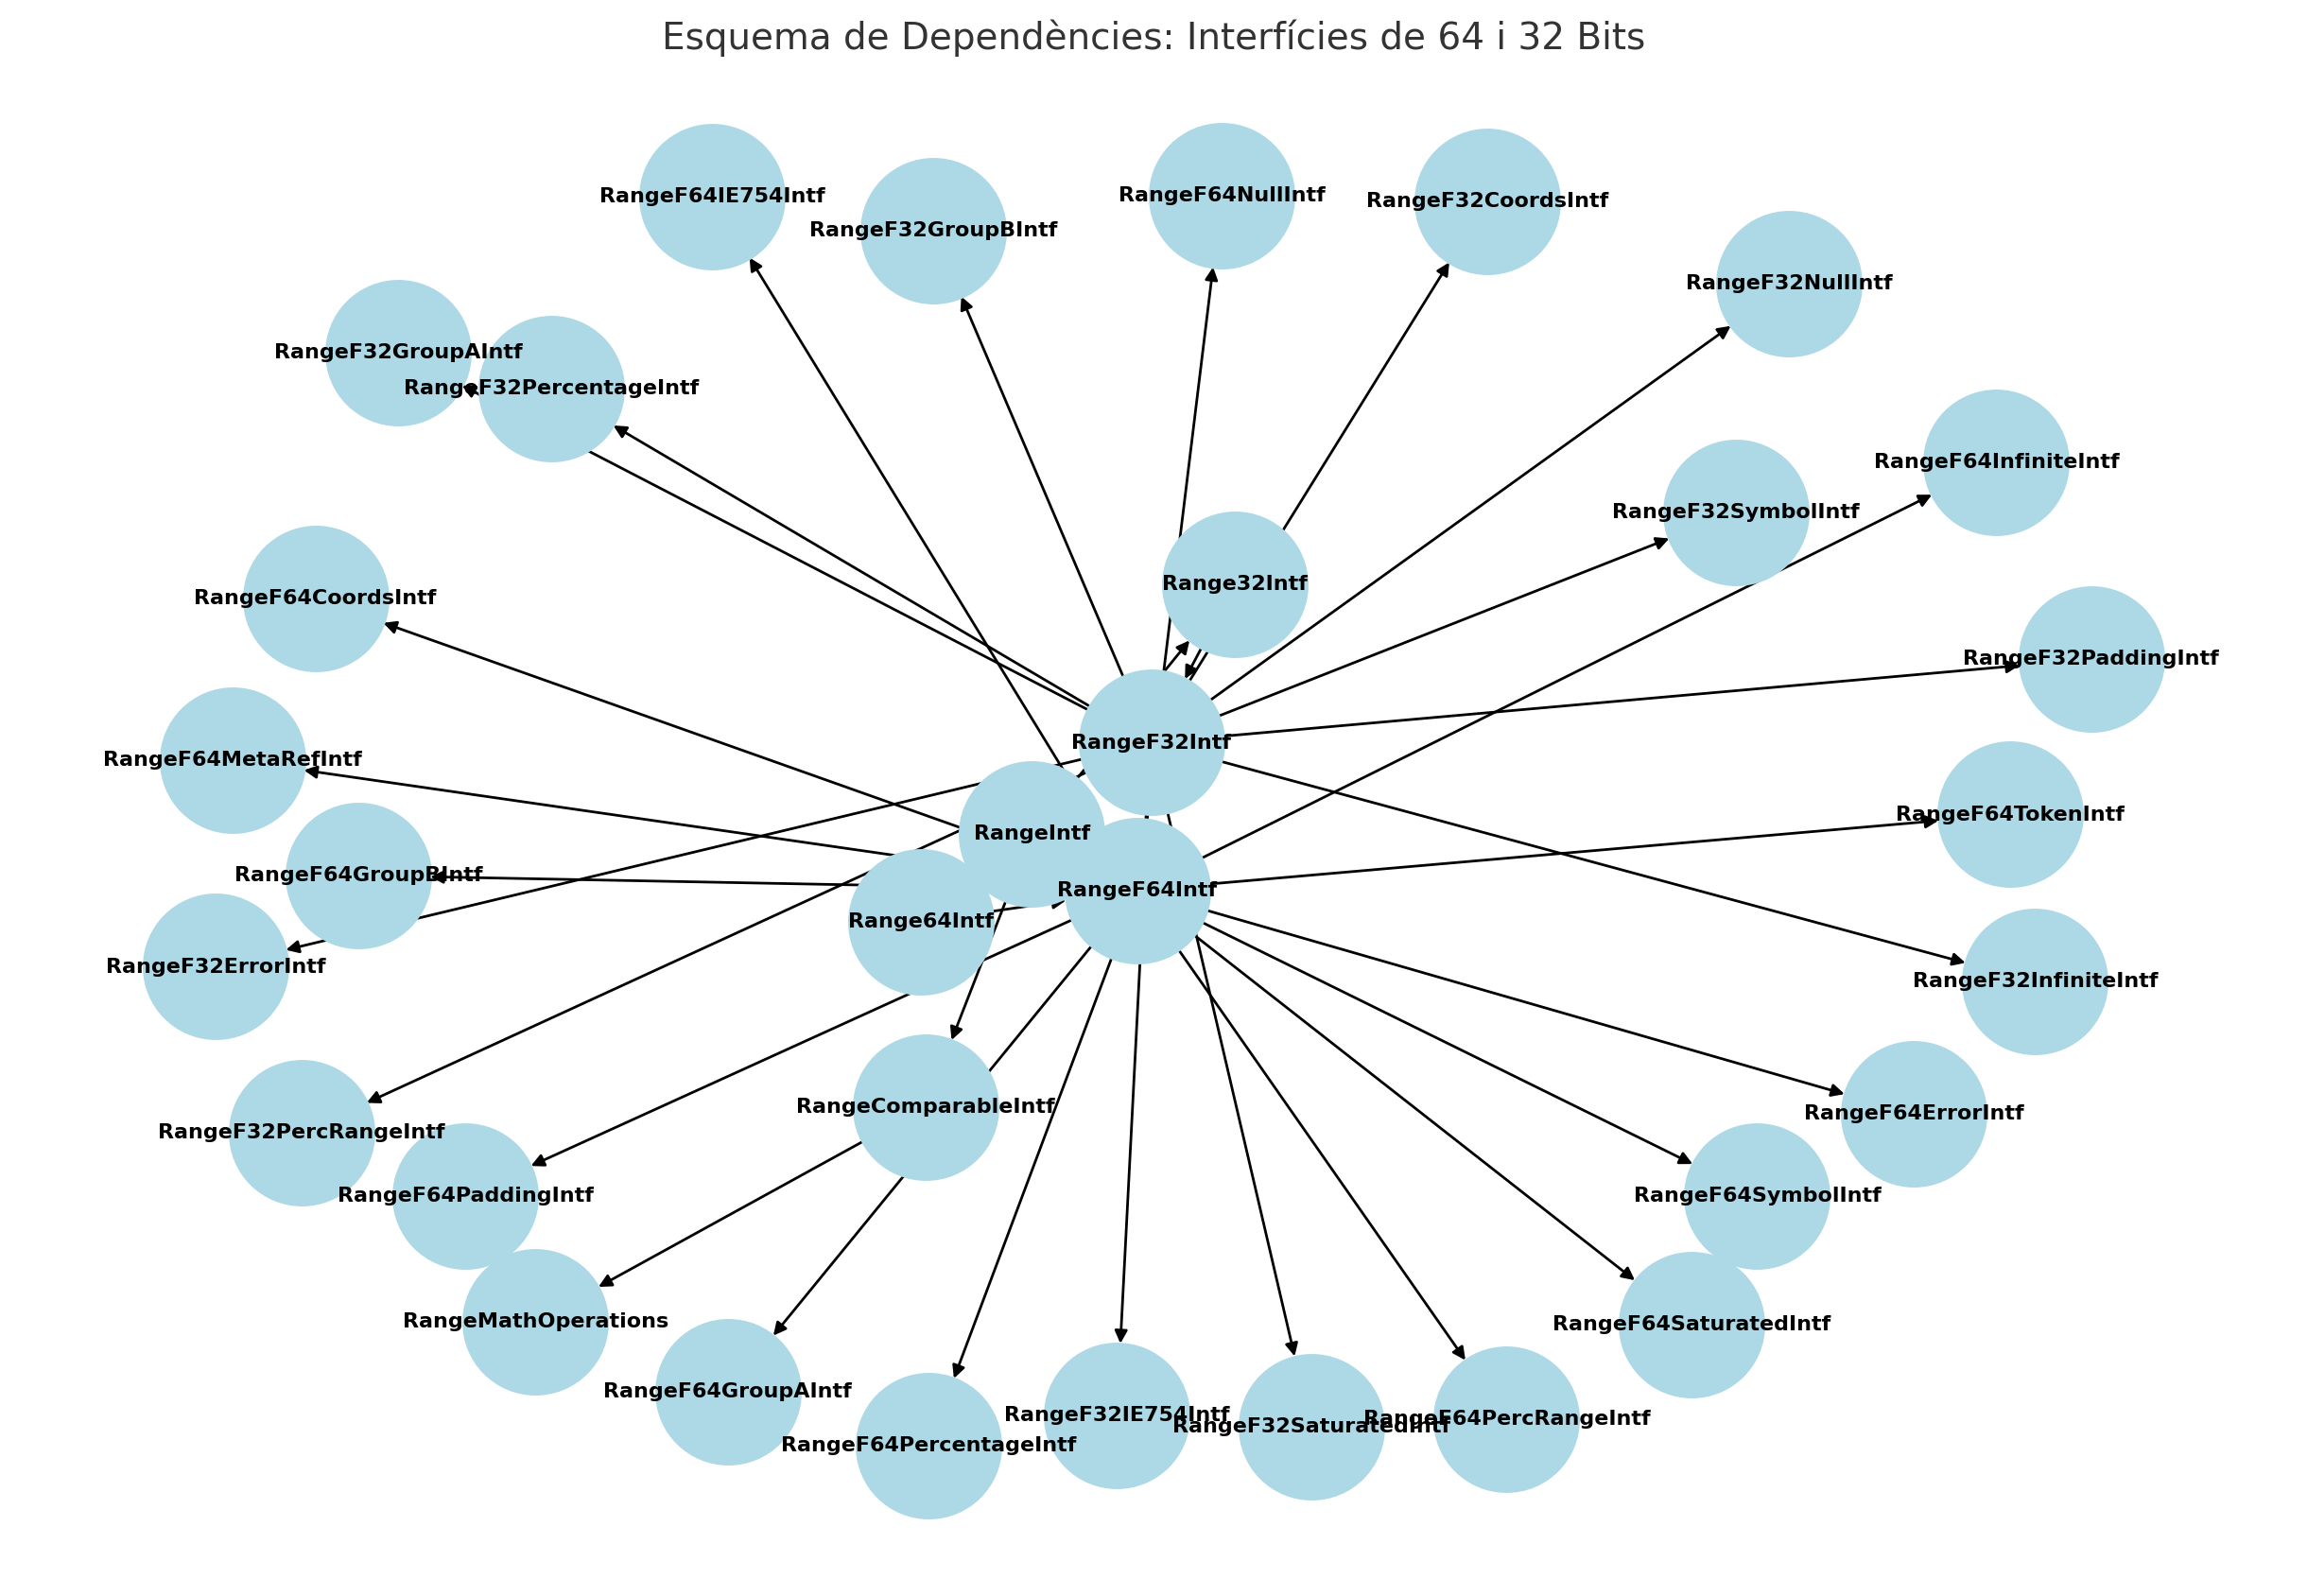 Esquema de Dependències: Interfícies de 64 i 32 Bits
RangeF64IE754Intf
RangeF32GroupBIntf
RangeF64NullIntf
RangeF32CoordsIntf
RangeF32NullIntf
RangeF32GroupAIntf
RangeF32PercentageIntf
RangeF64InfiniteIntf
RangeF32SymbolIntf
Range32Intf
RangeF64CoordsIntf
RangeF32PaddingIntf
RangeF32Intf
RangeF64MetaRefIntf
RangeF64TokenIntf
RangeIntf
RangeF64GroupBIntf
RangeF64Intf
Range64Intf
RangeF32ErrorIntf
RangeF32InfiniteIntf
RangeComparableIntf
RangeF64ErrorIntf
RangeF32PercRangeIntf
RangeF64PaddingIntf
RangeF64SymbolIntf
RangeMathOperations
RangeF64SaturatedIntf
RangeF64GroupAIntf
RangeF32IE754Intf
RangeF32SaturatedIntf
RangeF64PercRangeIntf
RangeF64PercentageIntf